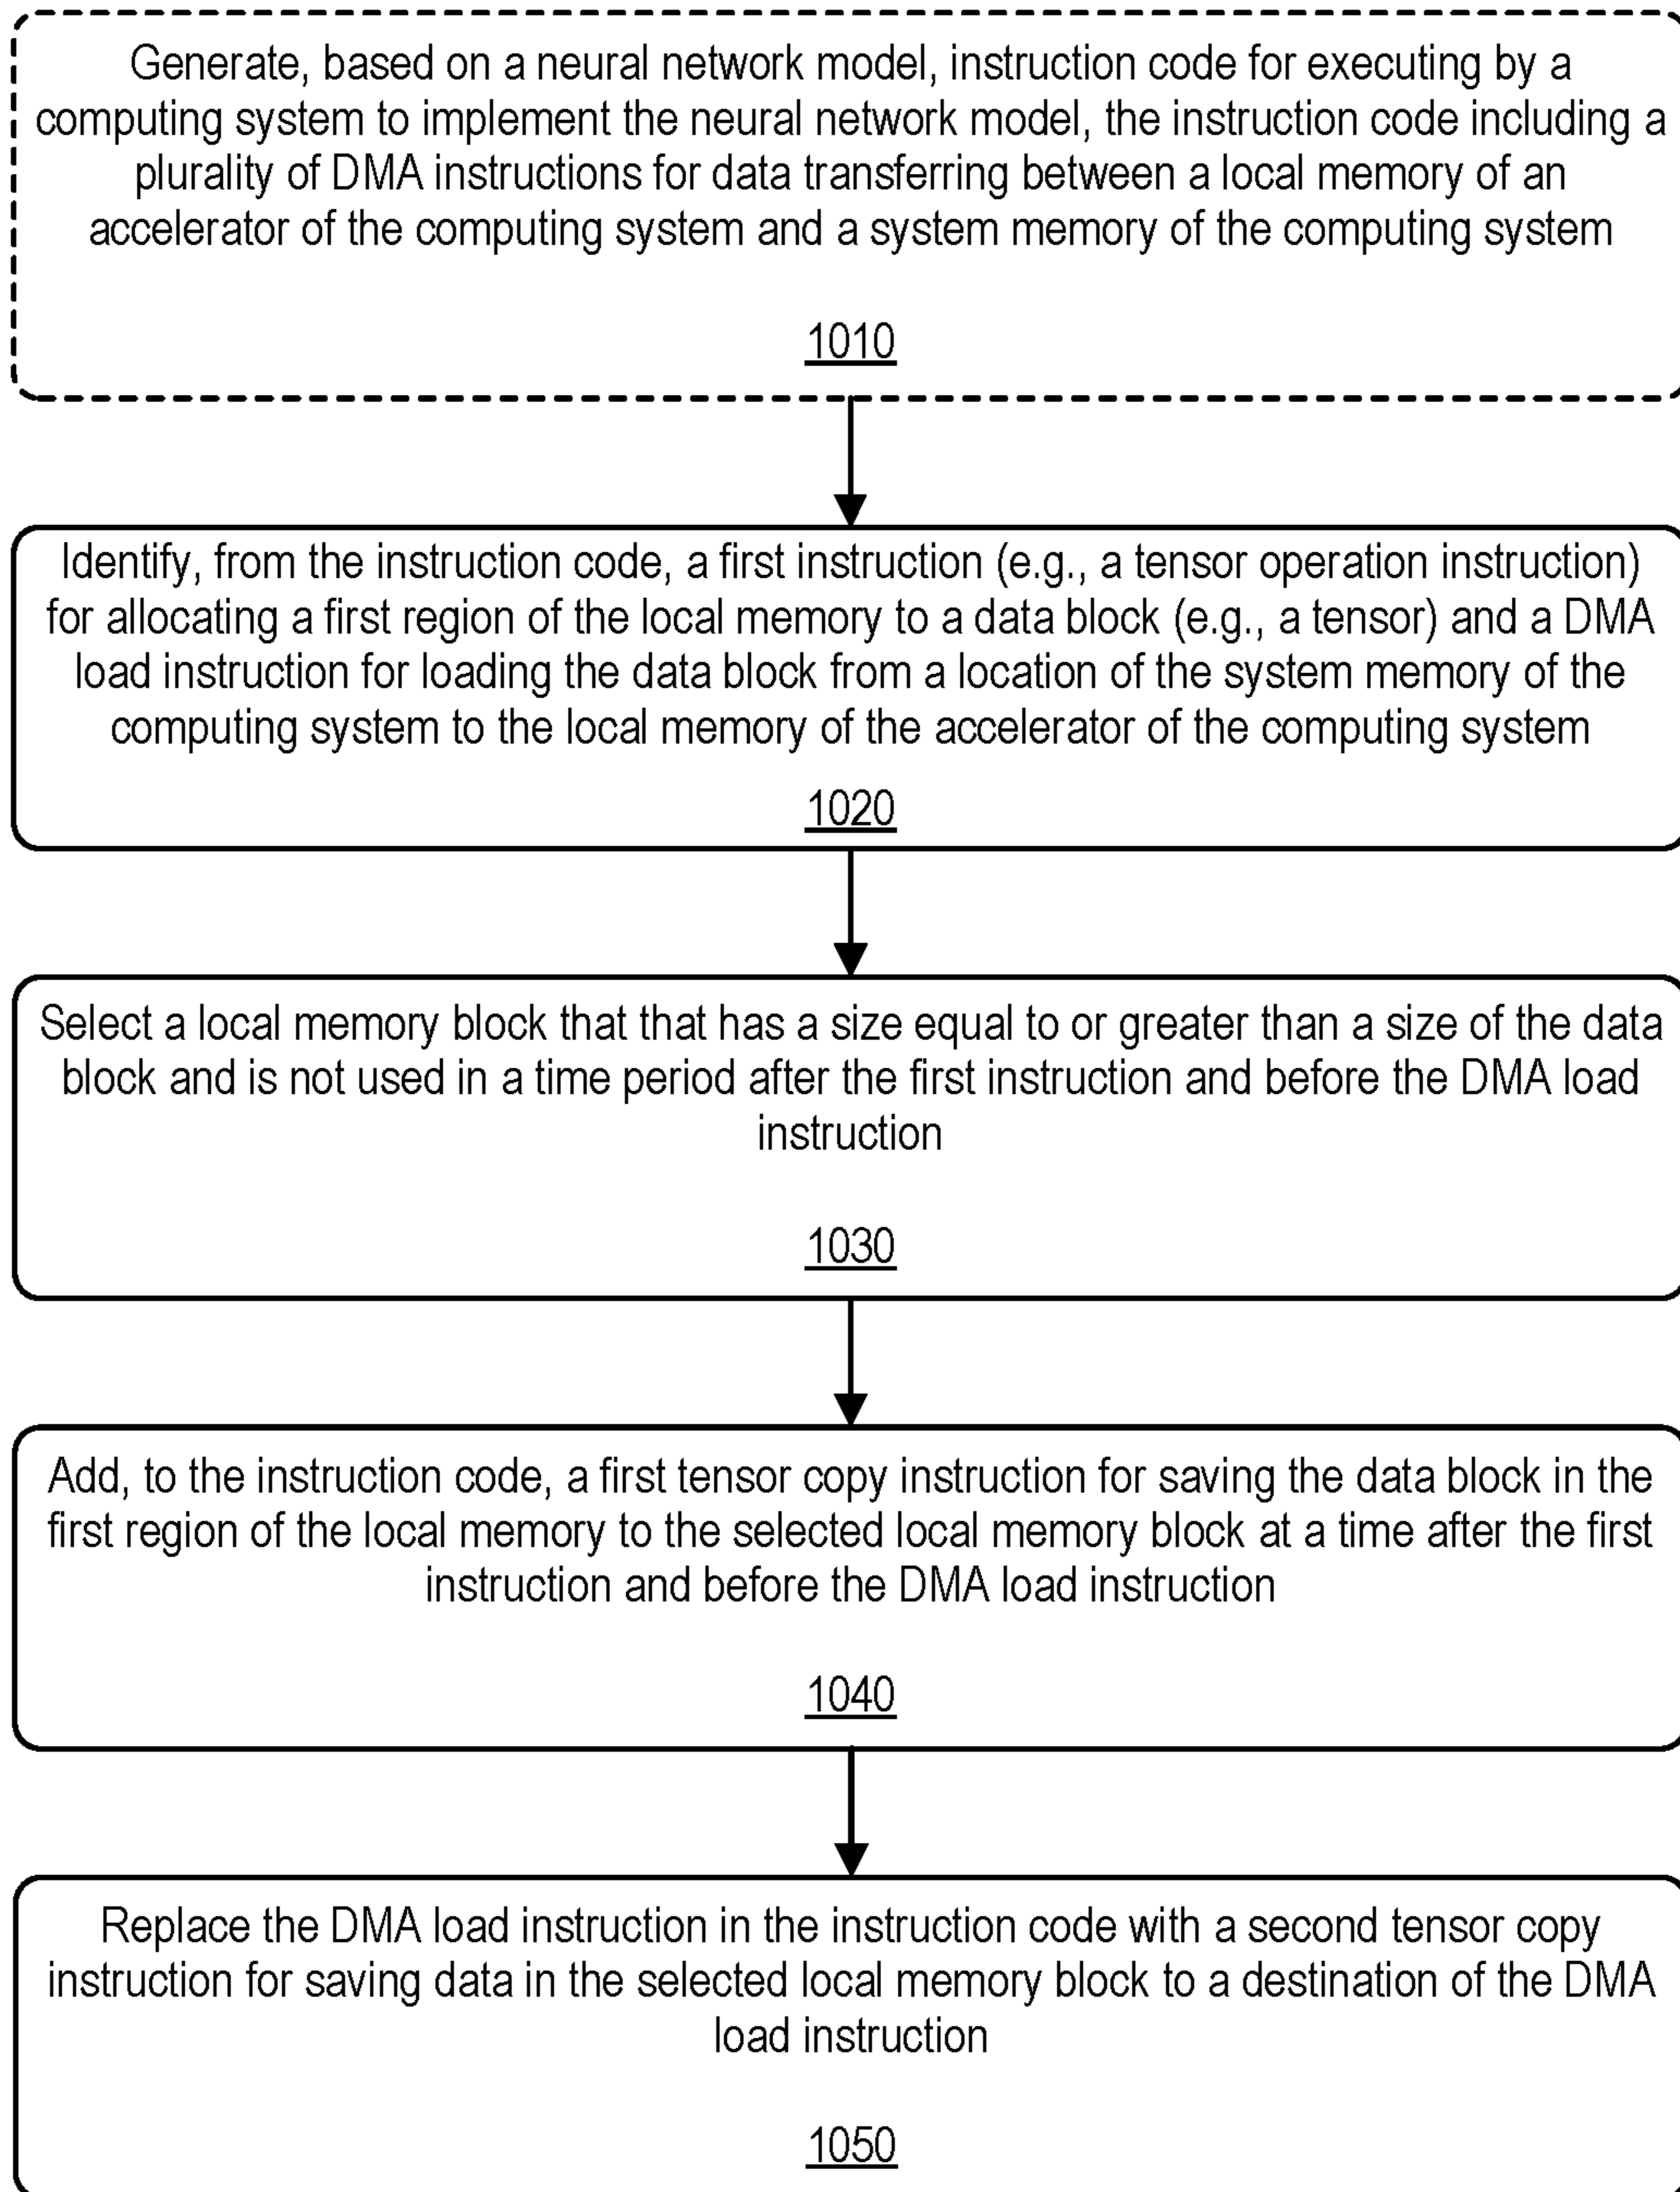 Generate, based on a neural network model, instruction code for executing by a
computing system to implement the neural network model, the instruction code including a
plurality of DMA instructions for data transferring between a local memory of an
accelerator of the computing system and a system memory of the computing system
1010
Identify, from the instruction code, a first instruction (e.g., a tensor operation instruction)
for allocating a first region of the local memory to a data block (e.g., a tensor) and a DMA
load instruction for loading the data block from a location of the system memory of the
computing system to the local memory of the accelerator of the computing system
1020
Select a local memory block that that has a size equal to or greater than a size of the data
block and is not used in a time period after the first instruction and before the DMA load
instruction
1030
Add, to the instruction code, a first tensor copy instruction for saving the data block in the
first region of the local memory to the selected local memory block at a time after the first
instruction and before the DMA load instruction
1040
Replace the DMA load instruction in the instruction code with a second tensor copy
instruction for saving data in the selected local memory block to a destination of the DMA
load instruction
1050